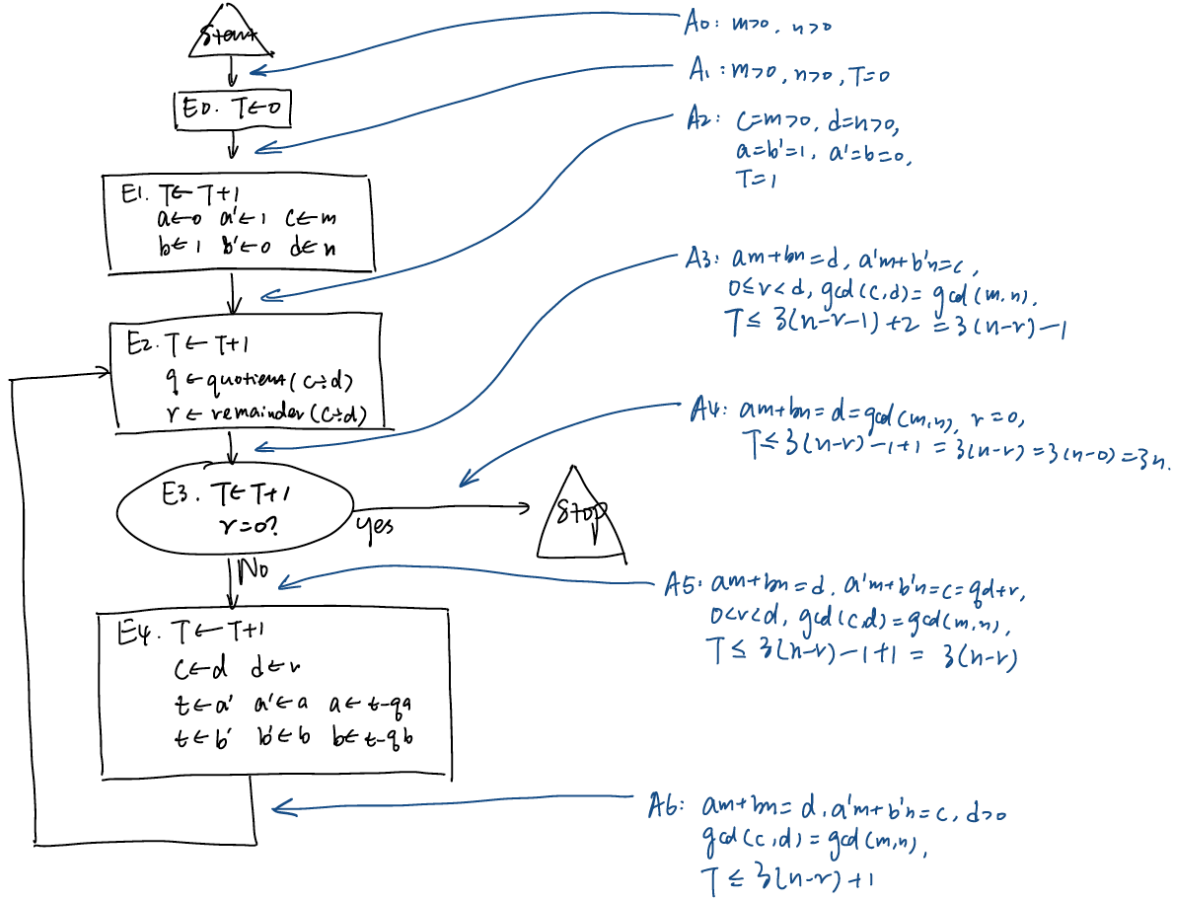 Start
A0: m>0, n>0
A1: m>0, n>0, T=0
E0. T←0
A2: c=m>0, d=n>0,
a=b'=1, a'=b=0,
T=1
E1. T←T+1
a←0 a'←1 c←m
b←1 b'←0 d←n
A3: am+bn=d, a'm+b'n=c,
0≤r<d, gcd(c,d)=gcd(m,n),
T≤ 3(n-r-1)+2 = 3(n-r)-1
E2. T←T+1
q←quotient(c÷d)
r←remainder(c÷d)
A4: am+bn=d=gcd(m,n), r=0,
T≤3(n-r)-1+1 = 3(n-r)=3(n-0)=3n.
E3. T←T+1
r=0?
Yes
Stop
No
A5: am+bn=d, a'm+b'n=c=qd+r,
0<r<d, gcd(c,d)=gcd(m,n),
T≤ 3(n-r)-1+1 = 3(n-r)
E4. T←T+1
c←d d←r
t←a' a'←a a←t-qa
t←b' b'←b b←t-qb
A6: am+bn=d, a'm+b'n=c, d>0
gcd(c,d)=gcd(m,n),
T≤ 3(n-r)+1